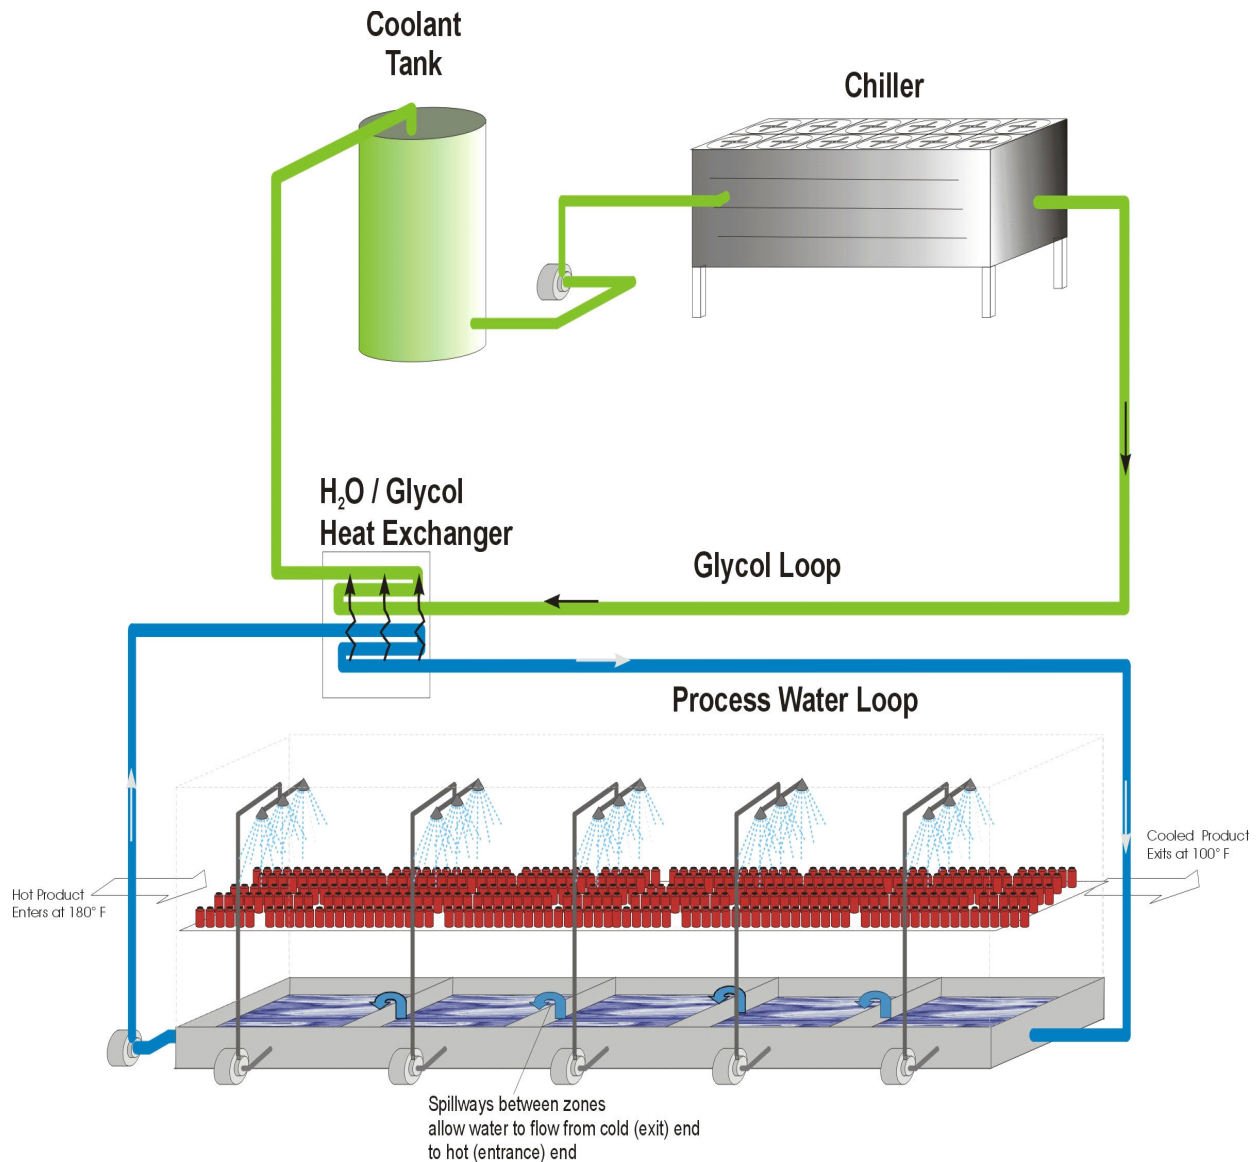 Coolant
Tank
Chiller
H₂O / Glycol
Heat Exchanger
Glycol Loop
Process Water Loop
Cooled Product
Exits at 100° F
Hot Product
Enters at 180° F
Spillways between zones
allow water to flow from cold (exit) end
to hot (entrance) end